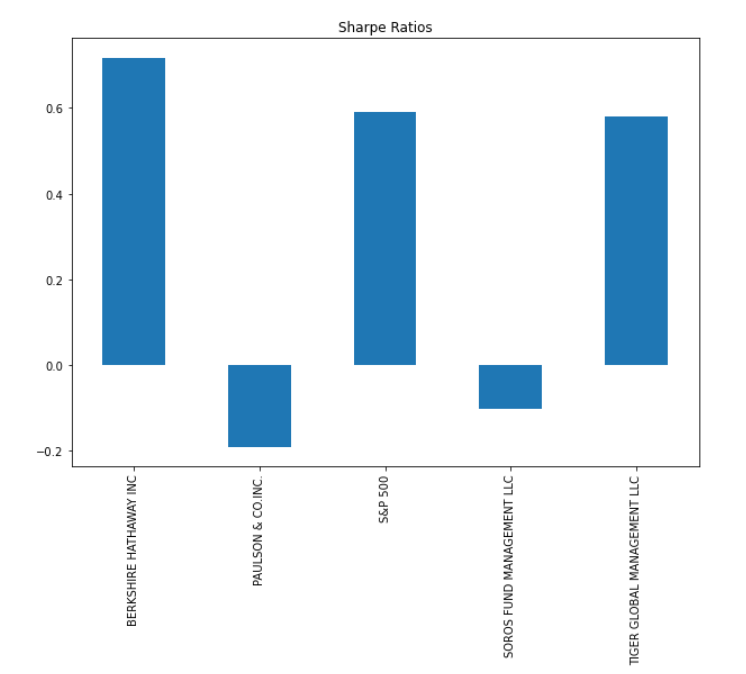 Sharpe Ratios
0.6
0.4
0.2
0.0
−0.2
BERKSHIRE HATHAWAY INC
PAULSON & CO.INC.
S&P 500
SOROS FUND MANAGEMENT LLC
TIGER GLOBAL MANAGEMENT LLC